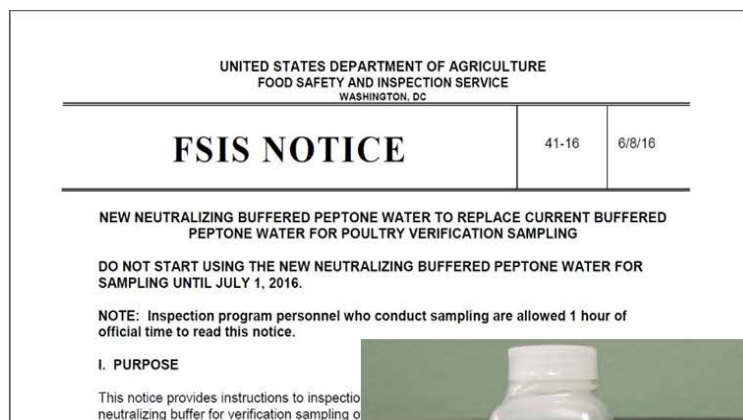 UNITED STATES DEPARTMENT OF AGRICULTURE
FOOD SAFETY AND INSPECTION SERVICE
WASHINGTON, DC
FSIS NOTICE
41-16
6/8/16
NEW NEUTRALIZING BUFFERED PEPTONE WATER TO REPLACE CURRENT BUFFERED
PEPTONE WATER FOR POULTRY VERIFICATION SAMPLING
DO NOT START USING THE NEW NEUTRALIZING BUFFERED PEPTONE WATER FOR
SAMPLING UNTIL JULY 1, 2016.
NOTE: Inspection program personnel who conduct sampling are allowed 1 hour of
official time to read this notice.
I. PURPOSE
This notice provides instructions to inspectio
neutralizing buffer for verification sampling o